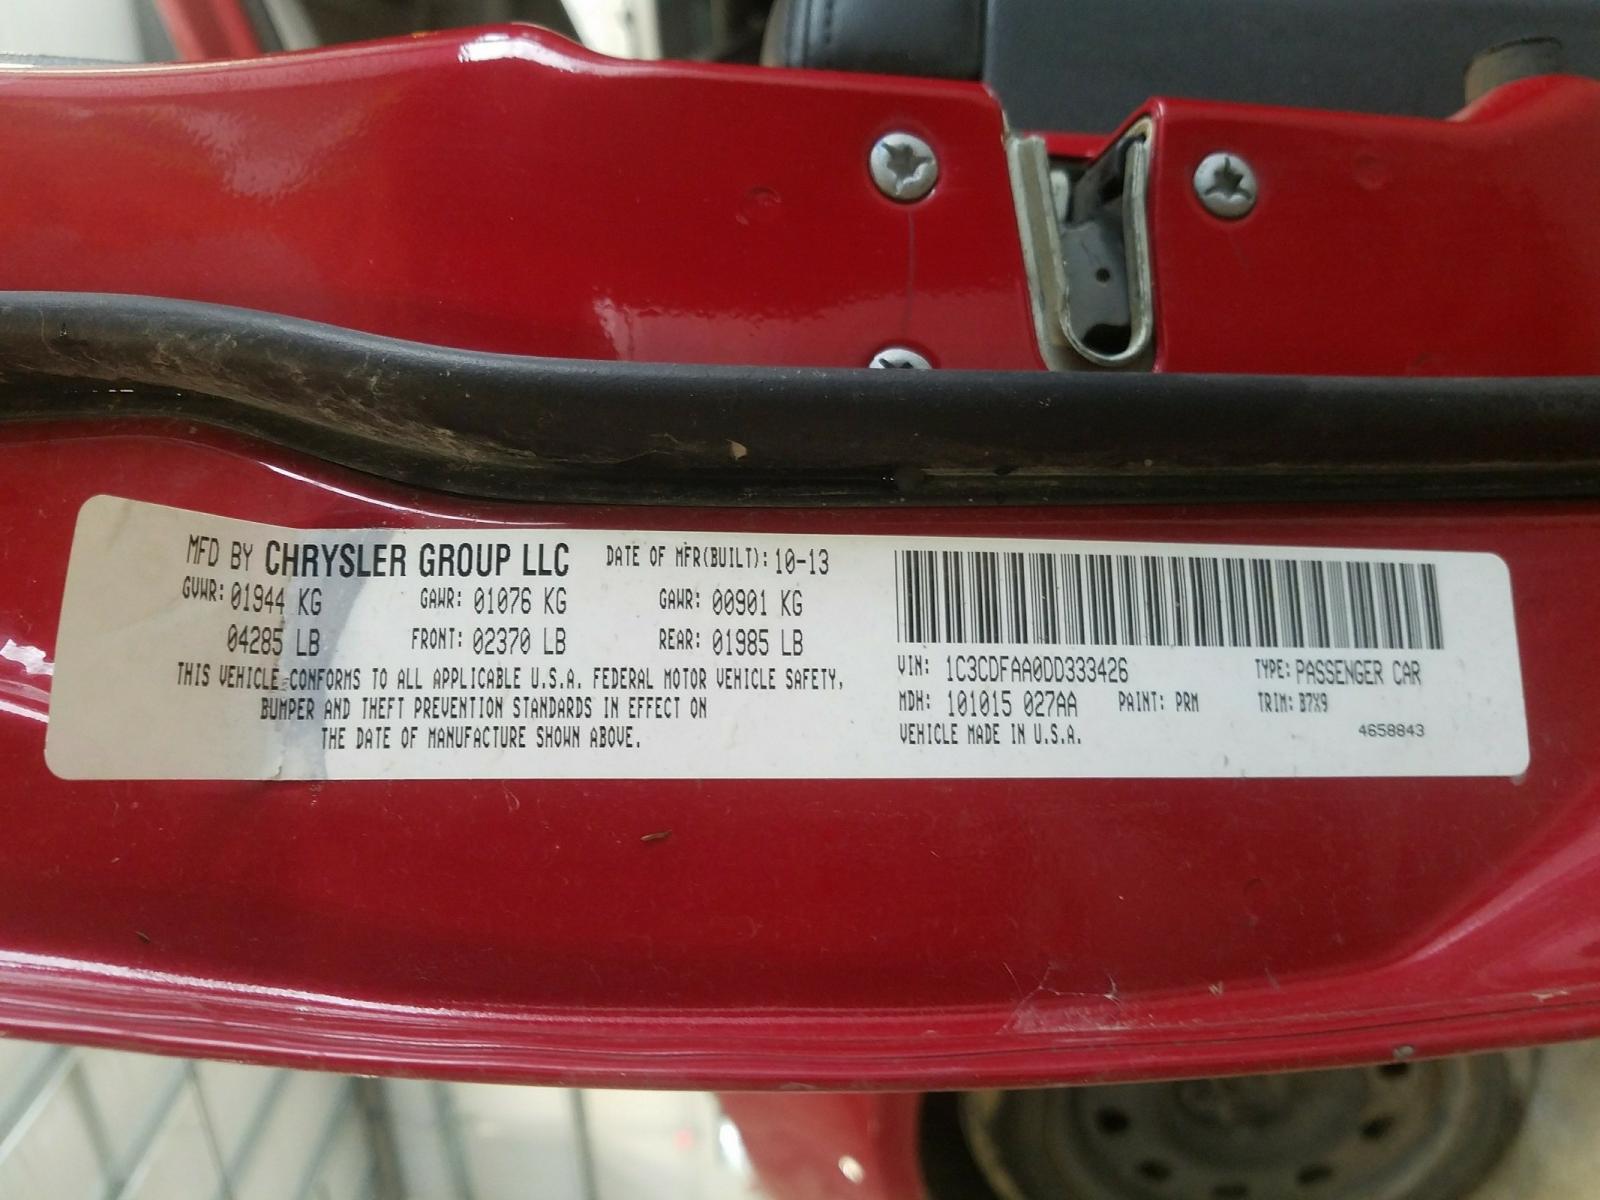 MFD BY CHRYSLER GROUP LLC DATE OF MFR(BUILT): 10-13
GVWR: 01944 KG GAWR: 01076 KG GAWR: 00901 KG
04285 LB FRONT: 02370 LB REAR: 01985 LB
THIS VEHICLE CONFORMS TO ALL APPLICABLE U.S.A. FEDERAL MOTOR VEHICLE SAFETY,
BUMPER AND THEFT PREVENTION STANDARDS IN EFFECT ON
THE DATE OF MANUFACTURE SHOWN ABOVE.
VIN: 1C3CDFAA0DD333426 TYPE: PASSENGER CAR
MDH: 101015 027AA PAINT: PRM TRIM: B7X9
VEHICLE MADE IN U.S.A. 4658843